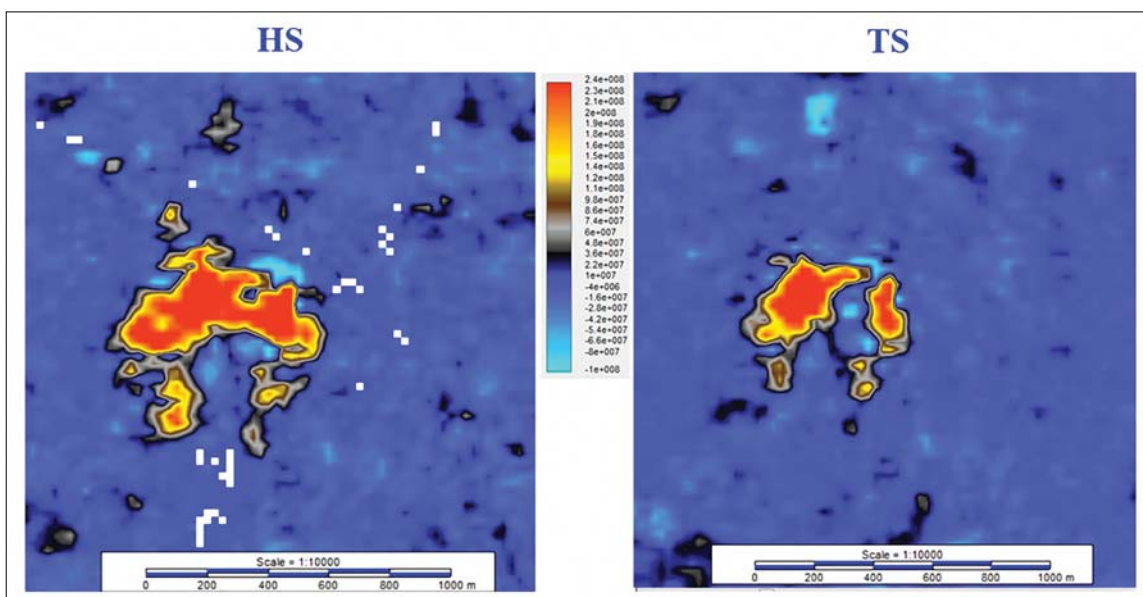 HS
TS
2.4e+008
2.3e+008
2.1e+008
2e+008
1.9e+008
1.8e+008
1.6e+008
1.5e+008
1.4e+008
1.2e+008
1.1e+008
9.8e+007
8.6e+007
7.4e+007
6e+007
4.8e+007
3.6e+007
2.2e+007
1e+007
-4e+006
-1.6e+007
-2.8e+007
-4.2e+007
-5.4e+007
-6.6e+007
-8e+007
-1e+008
Scale = 1:10000
0 200 400 600 800 1000 m
Scale = 1:10000
0 200 400 600 800 1000 m